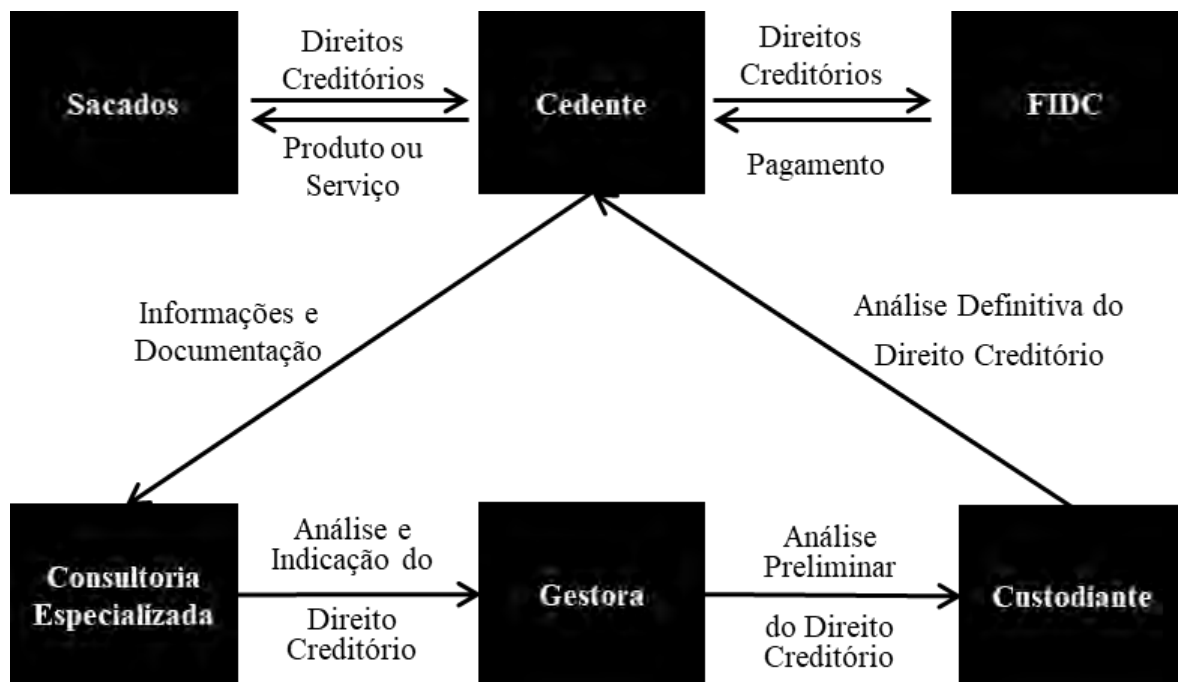 Sacados
Direitos
Creditórios
Produto ou
Serviço
Cedente
Direitos
Creditórios
Pagamento
FIDC
Informações e
Documentação
Análise Definitiva do
Direito Creditório
Consultoria
Especializada
Análise e
Indicação do
Direito
Creditório
Gestora
Análise
Preliminar
do Direito
Creditório
Custodiante